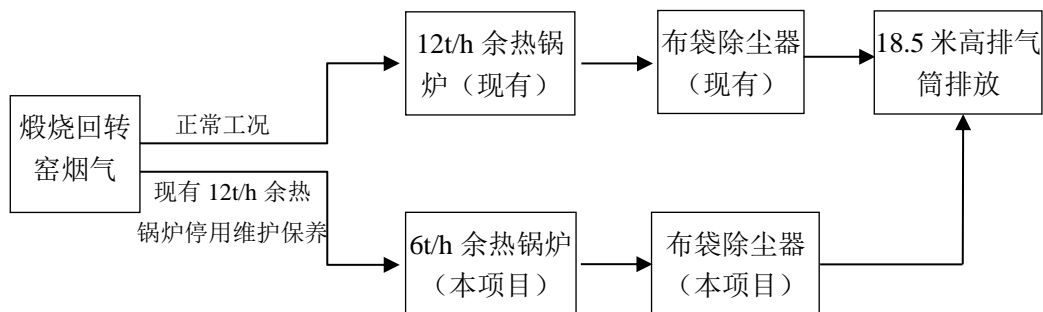 煅烧回转
窑烟气
正常工况
现有 12t/h 余热
锅炉停用维护保养
12t/h 余热锅
炉（现有）
布袋除尘器
（现有）
18.5 米高排气
筒排放
6t/h 余热锅炉
（本项目）
布袋除尘器
（本项目）